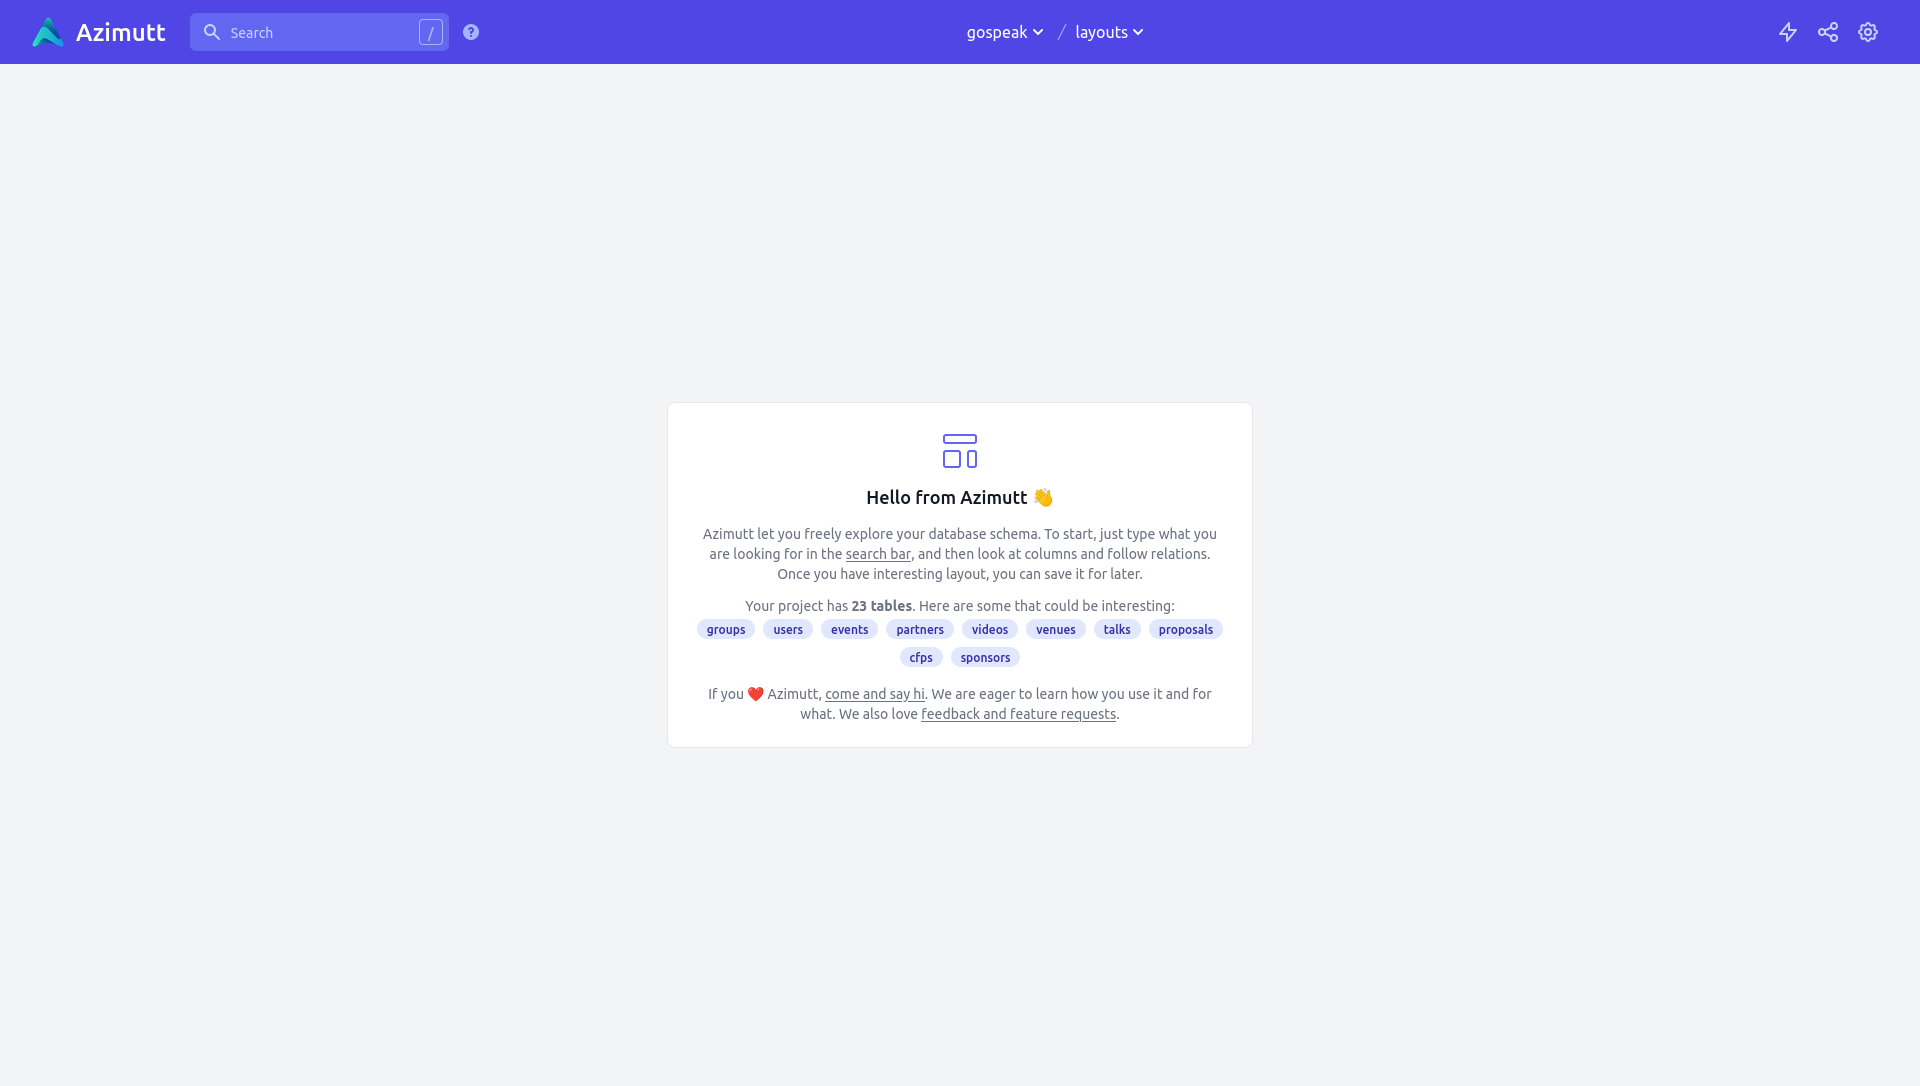 Azimutt
Search
/
?
gospeak / layouts
Hello from Azimutt 👋
Azimutt let you freely explore your database schema. To start, just type what you
are looking for in the search bar, and then look at columns and follow relations.
Once you have interesting layout, you can save it for later.
Your project has 23 tables. Here are some that could be interesting:
groups users events partners videos venues talks proposals
cfps sponsors
If you ❤️ Azimutt, come and say hi. We are eager to learn how you use it and for
what. We also love feedback and feature requests.